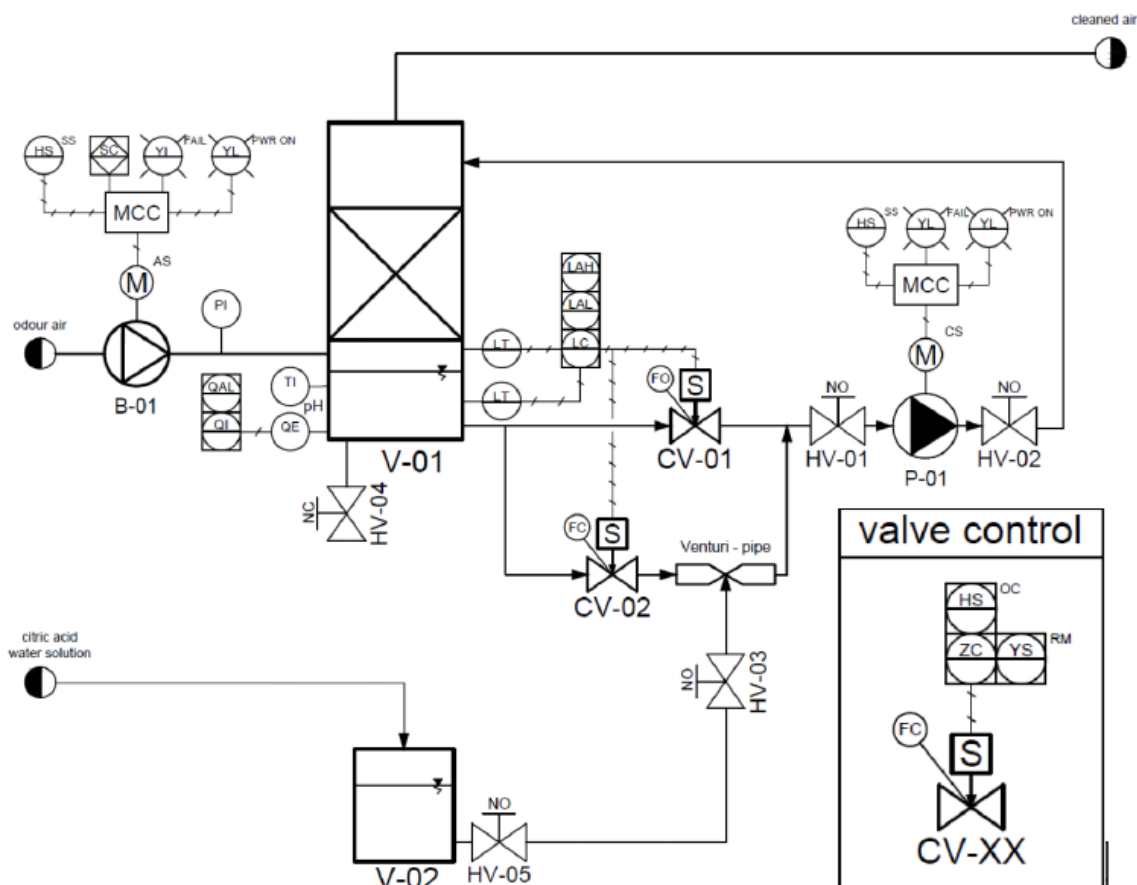 cleaned air
HS
SS
SC
YI
FAIL
YL
PWR ON
MCC
M
AS
odour air
B-01
PI
TI
pH
QAL
QI
QE
V-01
NC
HV-04
LT
LT
LAH
LAL
LC
FO
S
CV-01
FC
S
CV-02
Venturi - pipe
NO
HV-01
HS
SS
YL
FAIL
YL
PWR ON
MCC
M
CS
P-01
NO
HV-02
NO
HV-03
citric acid
water solution
V-02
NO
HV-05
valve control
HS
OC
ZC
YS
RM
FC
S
CV-XX